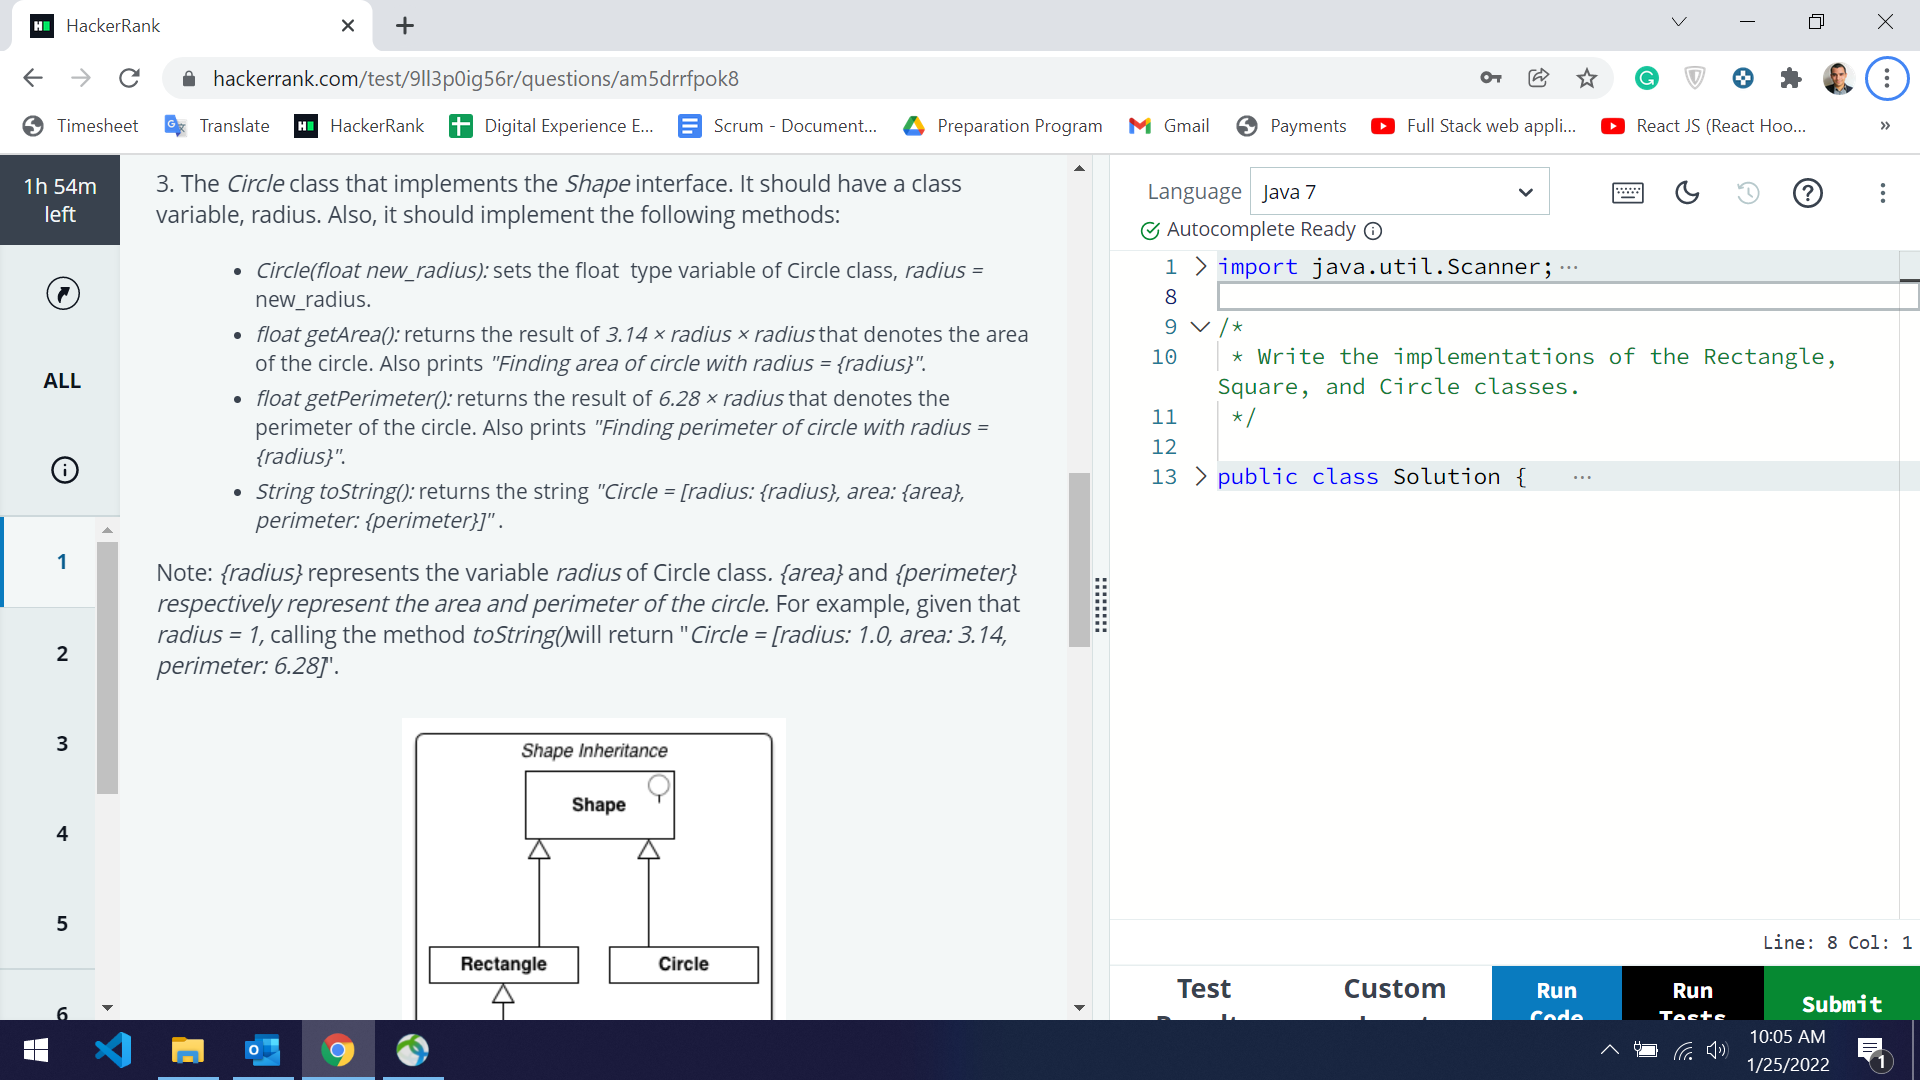 HackerRank
hackerrank.com/test/9ll3p0ig56r/questions/am5drrfpok8
Timesheet
Translate
HackerRank
Digital Experience E...
Scrum - Document...
Preparation Program
Gmail
Payments
Full Stack web appli...
React JS (React Hoo...
»
1h 54m
left
ALL
1
2
3
4
5
6
3. The Circle class that implements the Shape interface. It should have a class
variable, radius. Also, it should implement the following methods:
• Circle(float new_radius): sets the float type variable of Circle class, radius =
new_radius.
• float getArea(): returns the result of 3.14 × radius × radius that denotes the area
of the circle. Also prints "Finding area of circle with radius = {radius}".
• float getPerimeter(): returns the result of 6.28 × radius that denotes the
perimeter of the circle. Also prints "Finding perimeter of circle with radius =
{radius}".
• String toString(): returns the string "Circle = [radius: {radius}, area: {area},
perimeter: {perimeter}]" .
Note: {radius} represents the variable radius of Circle class. {area} and {perimeter}
respectively represent the area and perimeter of the circle. For example, given that
radius = 1, calling the method toString()will return "Circle = [radius: 1.0, area: 3.14,
perimeter: 6.28]".
Shape Inheritance
Shape
Rectangle
Circle
Language
Java 7
Autocomplete Ready
1 import java.util.Scanner;···
8
9 /*
10 * Write the implementations of the Rectangle,
Square, and Circle classes.
11 */
12
13 public class Solution { ···
Line: 8 Col: 1
Test
Results
Custom
Input
Run
Code
Run
Tests
Submit
10:05 AM
1/25/2022
1